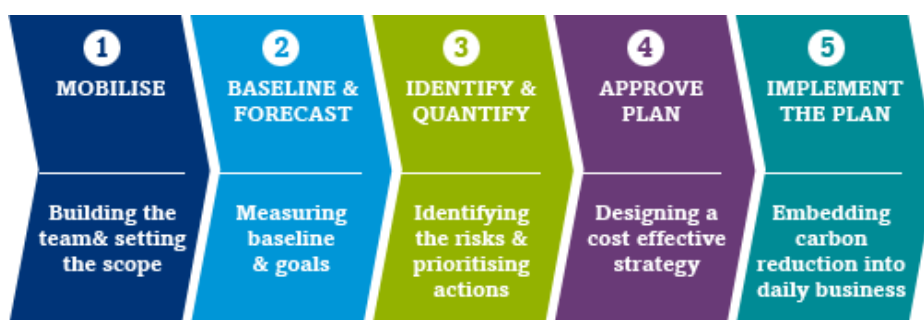 1
MOBILISE
Building the
team& setting
the scope
2
BASELINE &
FORECAST
Measuring
baseline
& goals
3
IDENTIFY &
QUANTIFY
Identifying
the risks &
prioritising
actions
4
APPROVE
PLAN
Designing a
cost effective
strategy
5
IMPLEMENT
THE PLAN
Embedding
carbon
reduction into
daily business